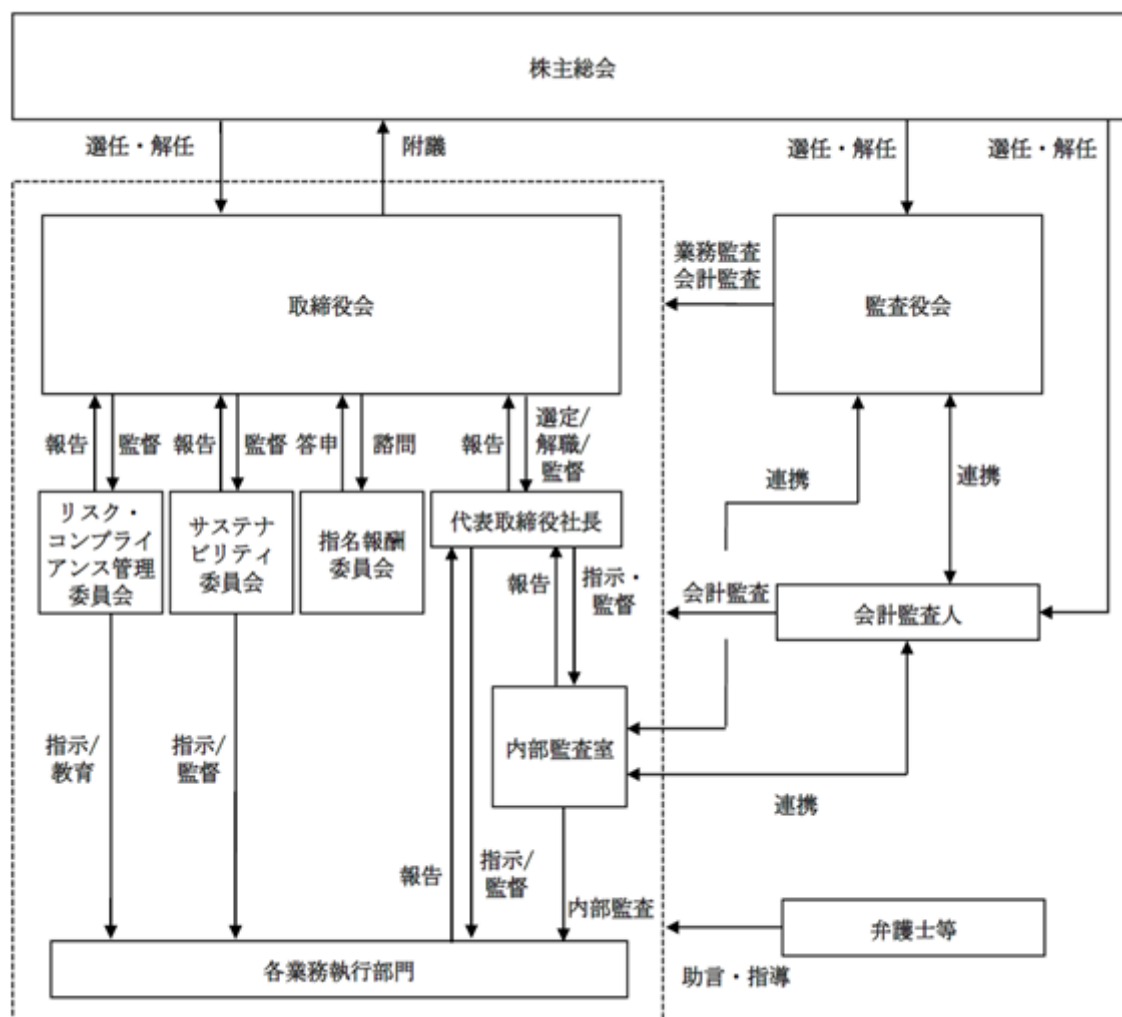 株主総会
選任・解任
附議
選任・解任
選任・解任
取締役会
業務監査
会計監査
監査役会
報告
監督
報告
監督
答申
諮問
報告
選定/
解職/
監督
連携
連携
リスク・
コンプライ
アンス管理
委員会
サステナ
ビリティ
委員会
指名報酬
委員会
代表取締役社長
報告
指示・
監督
会計監査
会計監査人
指示/
教育
指示/
監督
内部監査室
連携
報告
指示/
監督
内部監査
弁護士等
各業務執行部門
助言・指導